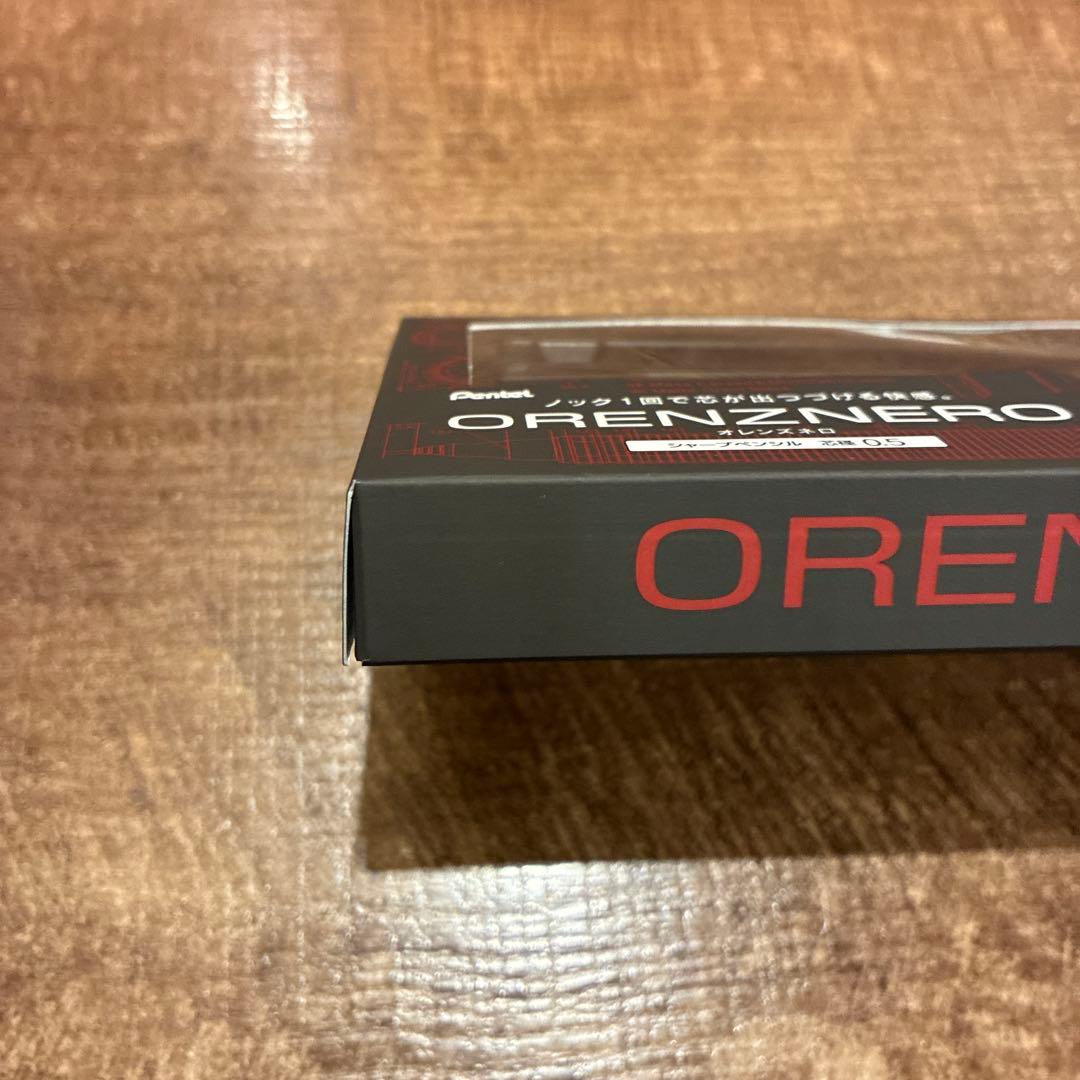 Pentel
ノック1回で芯が出つづける快感。
ORENZNERO
オレンズネロ
シャープペンシル 芯径 0.5
OREN